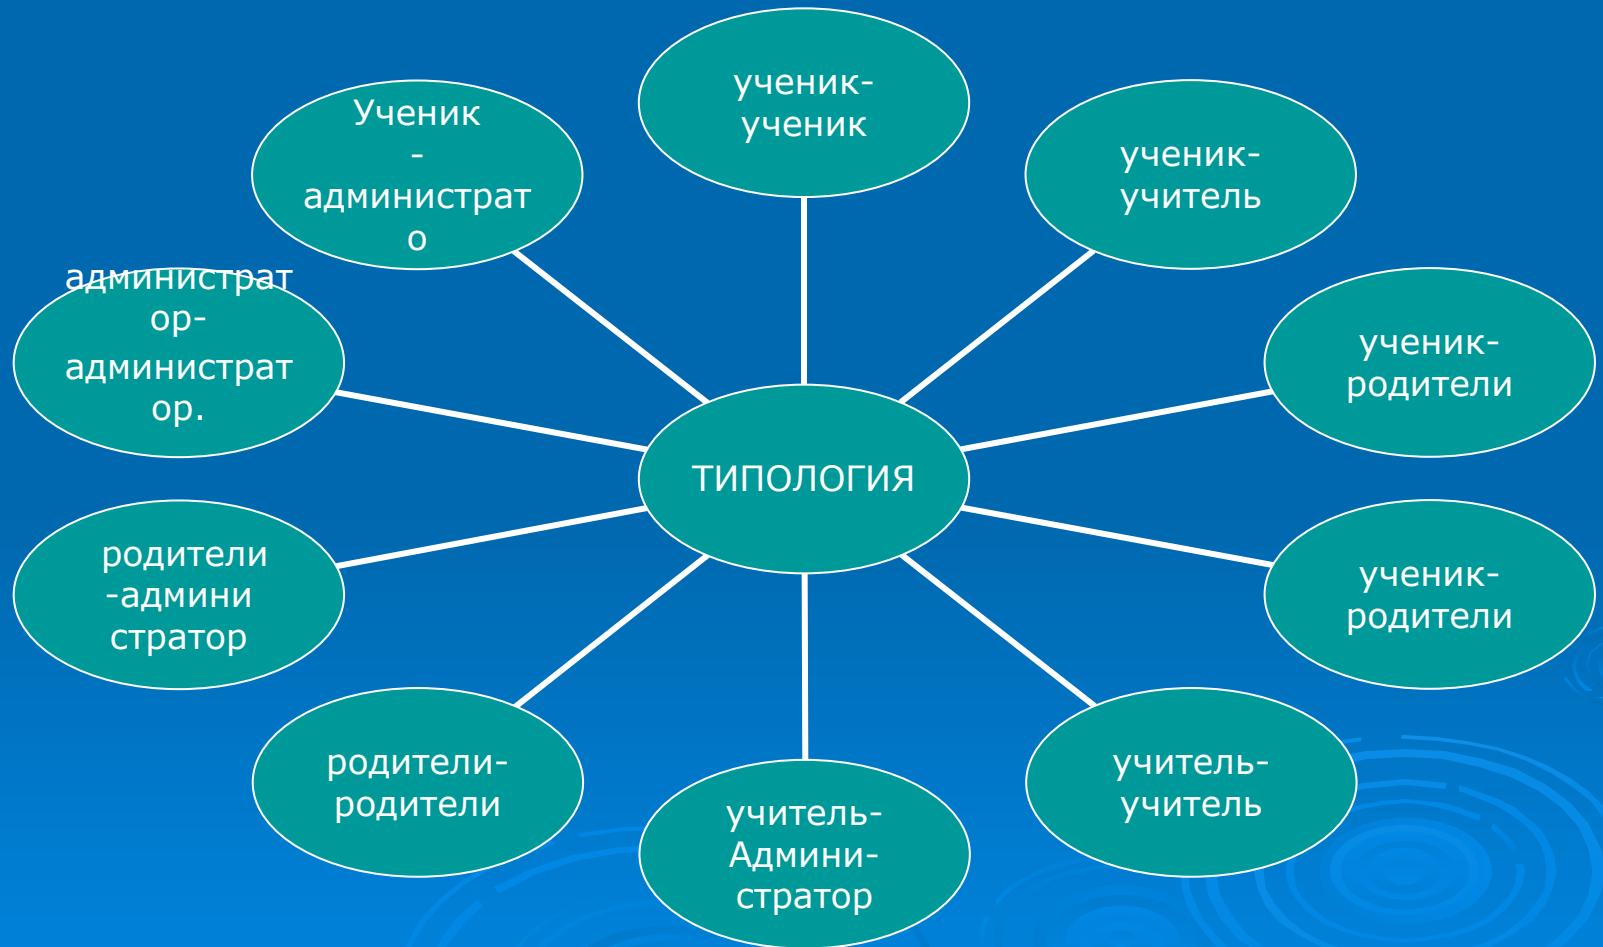 ученик-
ученик
ученик-
учитель
ученик-
родители
ученик-
родители
учитель-
учитель
учитель-
Админи-
стратор
родители-
родители
родители
-админи
стратор
администрат
ор-
администрат
ор.
Ученик
-
администрат
о
ТИПОЛОГИЯ